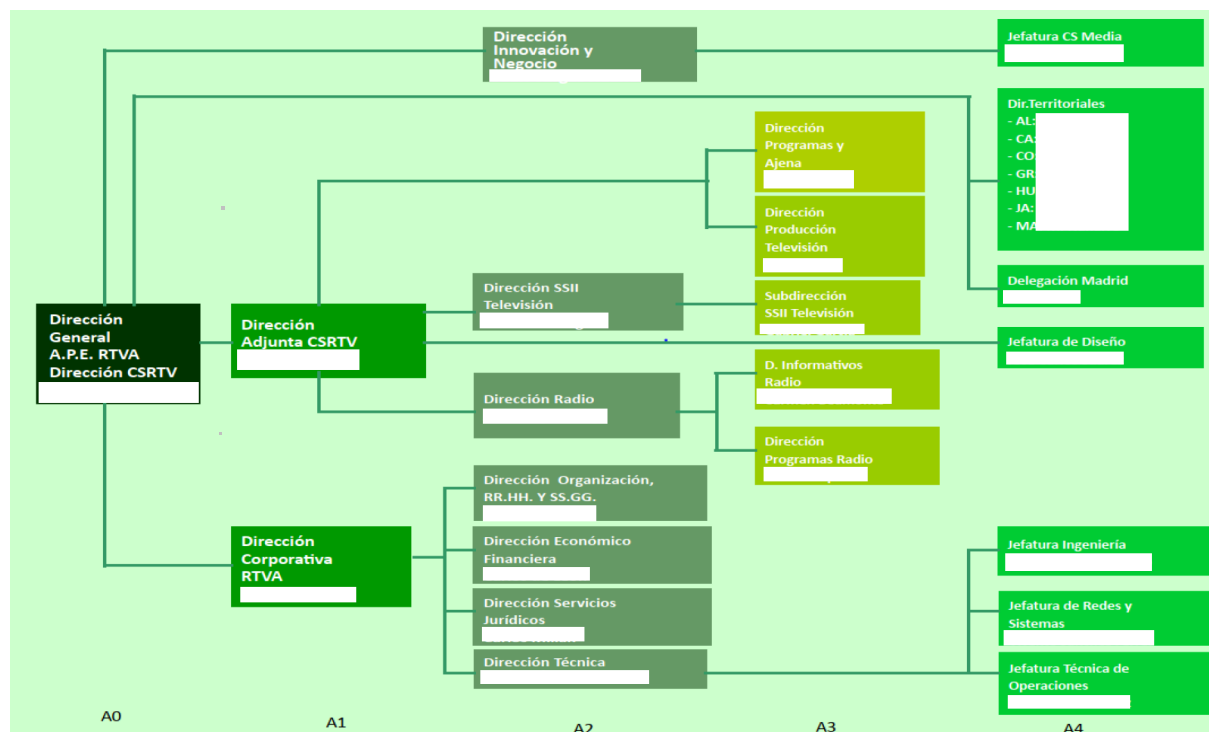 Dirección
Innovación y
Negocio
Jefatura CS Media
Dir.Territoriales
- AL:
- CA:
- CO:
- GR:
- HU
- JA:
- MA
Dirección
Programas y
Ajena
Dirección
Producción
Televisión
Delegación Madrid
Dirección SSII
Televisión
Subdirección
SSII Televisión
Dirección
General
A.P.E. RTVA
Dirección CSRTV
Dirección
Adjunta CSRTV
Jefatura de Diseño
Dirección Radio
D. Informativos
Radio
Dirección
Programas Radio
Dirección Organización,
RR.HH. Y SS.GG.
Dirección
Corporativa
RTVA
Dirección Económico
Financiera
Jefatura Ingeniería
Dirección Servicios
Jurídicos
Jefatura de Redes y
Sistemas
Dirección Técnica
Jefatura Técnica de
Operaciones
A0
A1
A2
A3
A4